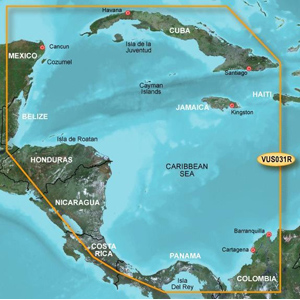 Havana
CUBA
Isla de la
Juventud
Cancun
MEXICO
Cozumel
Santiago
Cayman
Islands
HAITI
JAMAICA
Kingston
BELIZE
Isla de Roatan
HONDURAS
CARIBBEAN
SEA
VUS031R
NICARAGUA
Barranquilla
COSTA
RICA
Cartagena
PANAMA
Isla
Del Rey
COLOMBIA